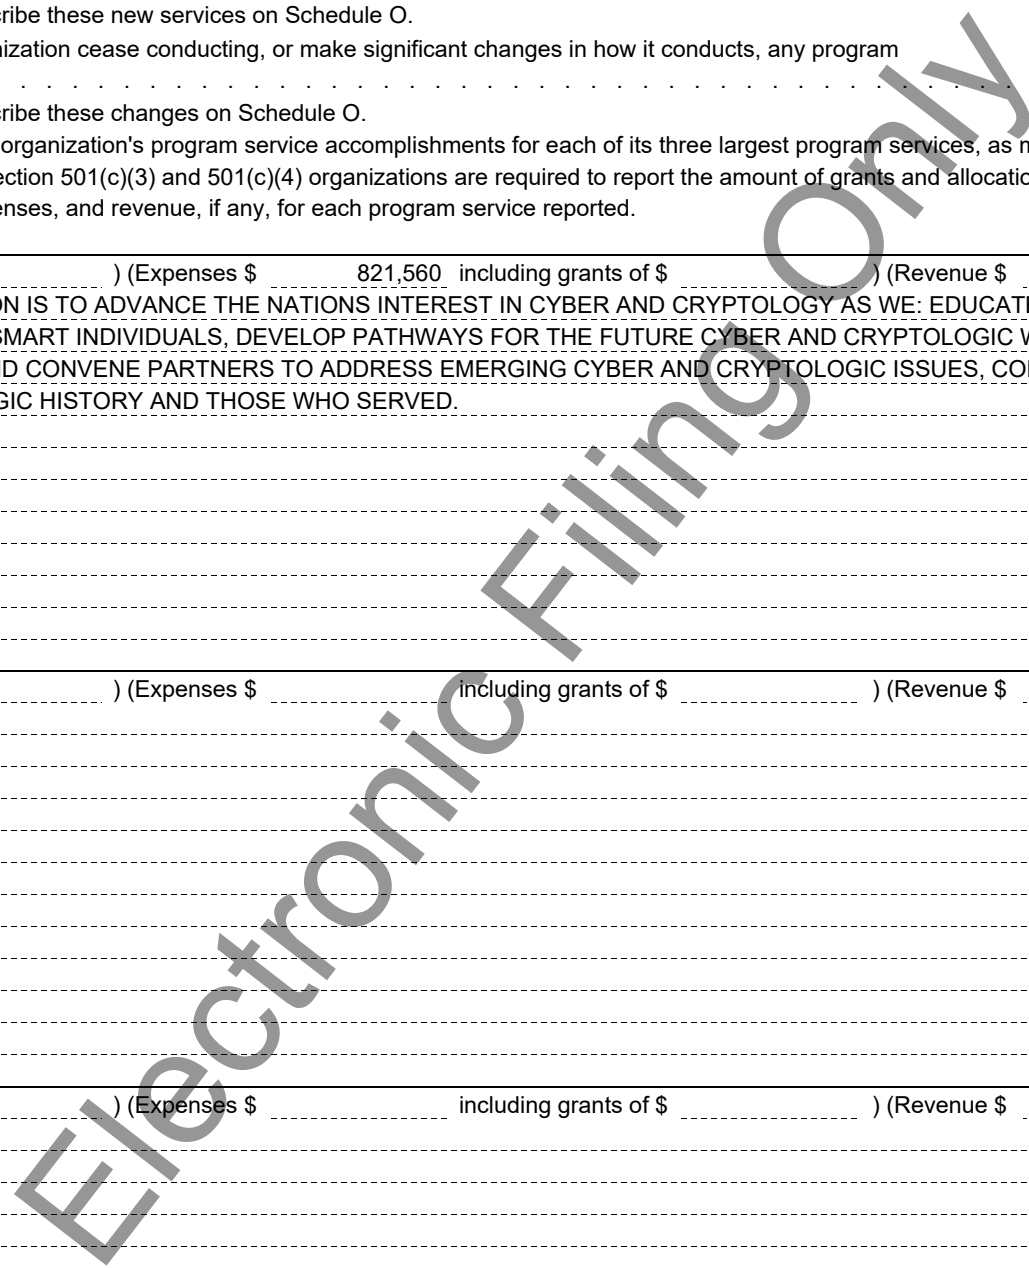 cribe these new services on Schedule O.
nization cease conducting, or make significant changes in how it conducts, any program
. . . . . . . . . . . . . . . . . . . . . . . . . . . . . . . . . . . . . . .
cribe these changes on Schedule O.
organization's program service accomplishments for each of its three largest program services, as m
ection 501(c)(3) and 501(c)(4) organizations are required to report the amount of grants and allocatio
enses, and revenue, if any, for each program service reported.
) (Expenses $ 821,560 including grants of $ ) (Revenue $
ON IS TO ADVANCE THE NATIONS INTEREST IN CYBER AND CRYPTOLOGY AS WE: EDUCATE
SMART INDIVIDUALS, DEVELOP PATHWAYS FOR THE FUTURE CYBER AND CRYPTOLOGIC W
ND CONVENE PARTNERS TO ADDRESS EMERGING CYBER AND CRYPTOLOGIC ISSUES, CO
GIC HISTORY AND THOSE WHO SERVED.
) (Expenses $ including grants of $ ) (Revenue $
) (Expenses $ including grants of $ ) (Revenue $
Electronic Filing Only